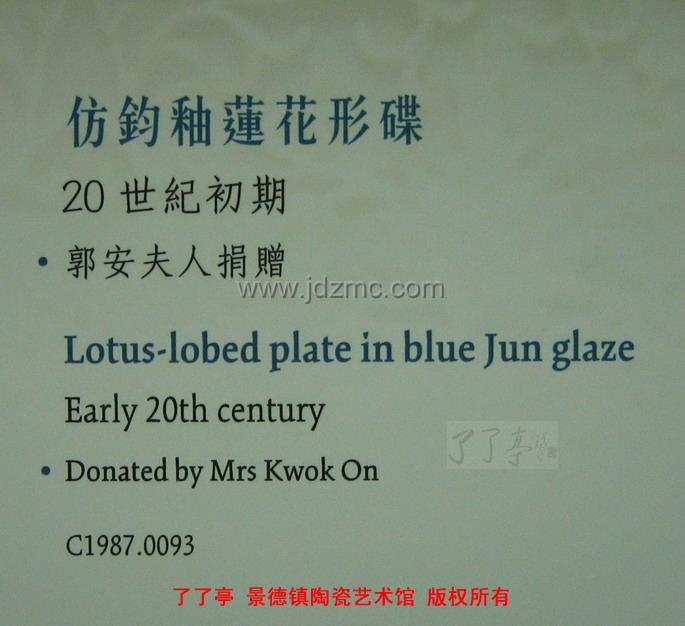 仿鈞釉蓮花形碟
20 世紀初期
• 郭安夫人捐贈
www.jdzmc.com
Lotus-lobed plate in blue Jun glaze
Early 20th century
了了亭
• Donated by Mrs Kwok On
C1987.0093
了了亭 景德镇陶瓷艺术馆 版权所有